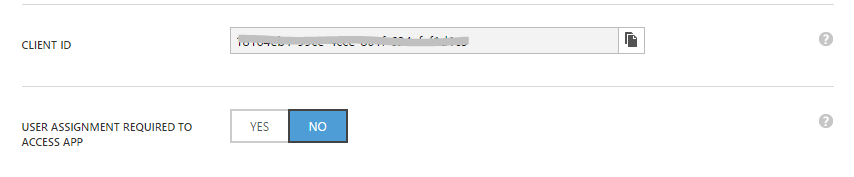 CLIENT ID
USER ASSIGNMENT REQUIRED TO
ACCESS APP
YES
NO